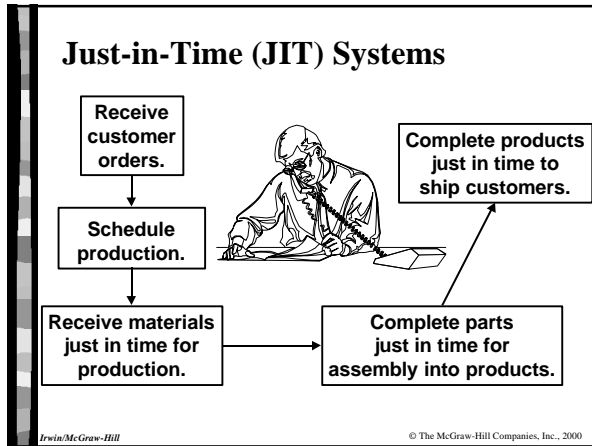 Just-in-Time (JIT) Systems
Receive
customer
orders.
Schedule
production.
Receive materials
just in time for
production.
Complete parts
just in time for
assembly into products.
Complete products
just in time to
ship customers.
Irwin/McGraw-Hill
© The McGraw-Hill Companies, Inc., 2000